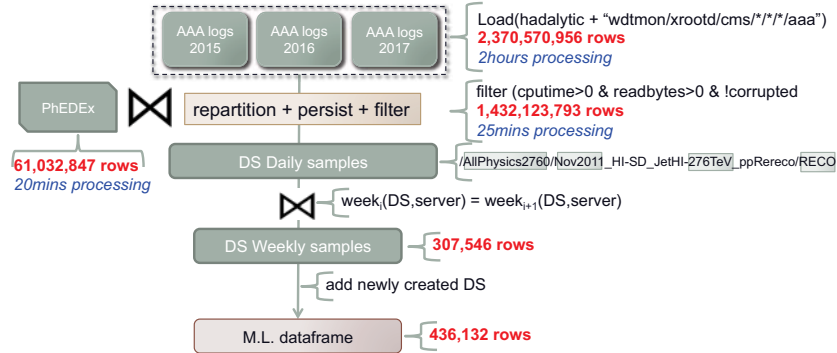 AAA logs
2015
AAA logs
2016
AAA logs
2017
Load(hadalytic + “wdtmon/xrootd/cms/*/*/*/aaa”)
2,370,570,956 rows
2hours processing
PhEDEx
repartition + persist + filter
filter (cputime>0 & readbytes>0 & !corrupted
1,432,123,793 rows
25mins processing
61,032,847 rows
20mins processing
DS Daily samples
/AllPhysics2760/Nov2011_HI-SD_JetHI-276TeV_ppRereco/RECO
weeki(DS,server) = weeki+1(DS,server)
DS Weekly samples
307,546 rows
add newly created DS
M.L. dataframe
436,132 rows